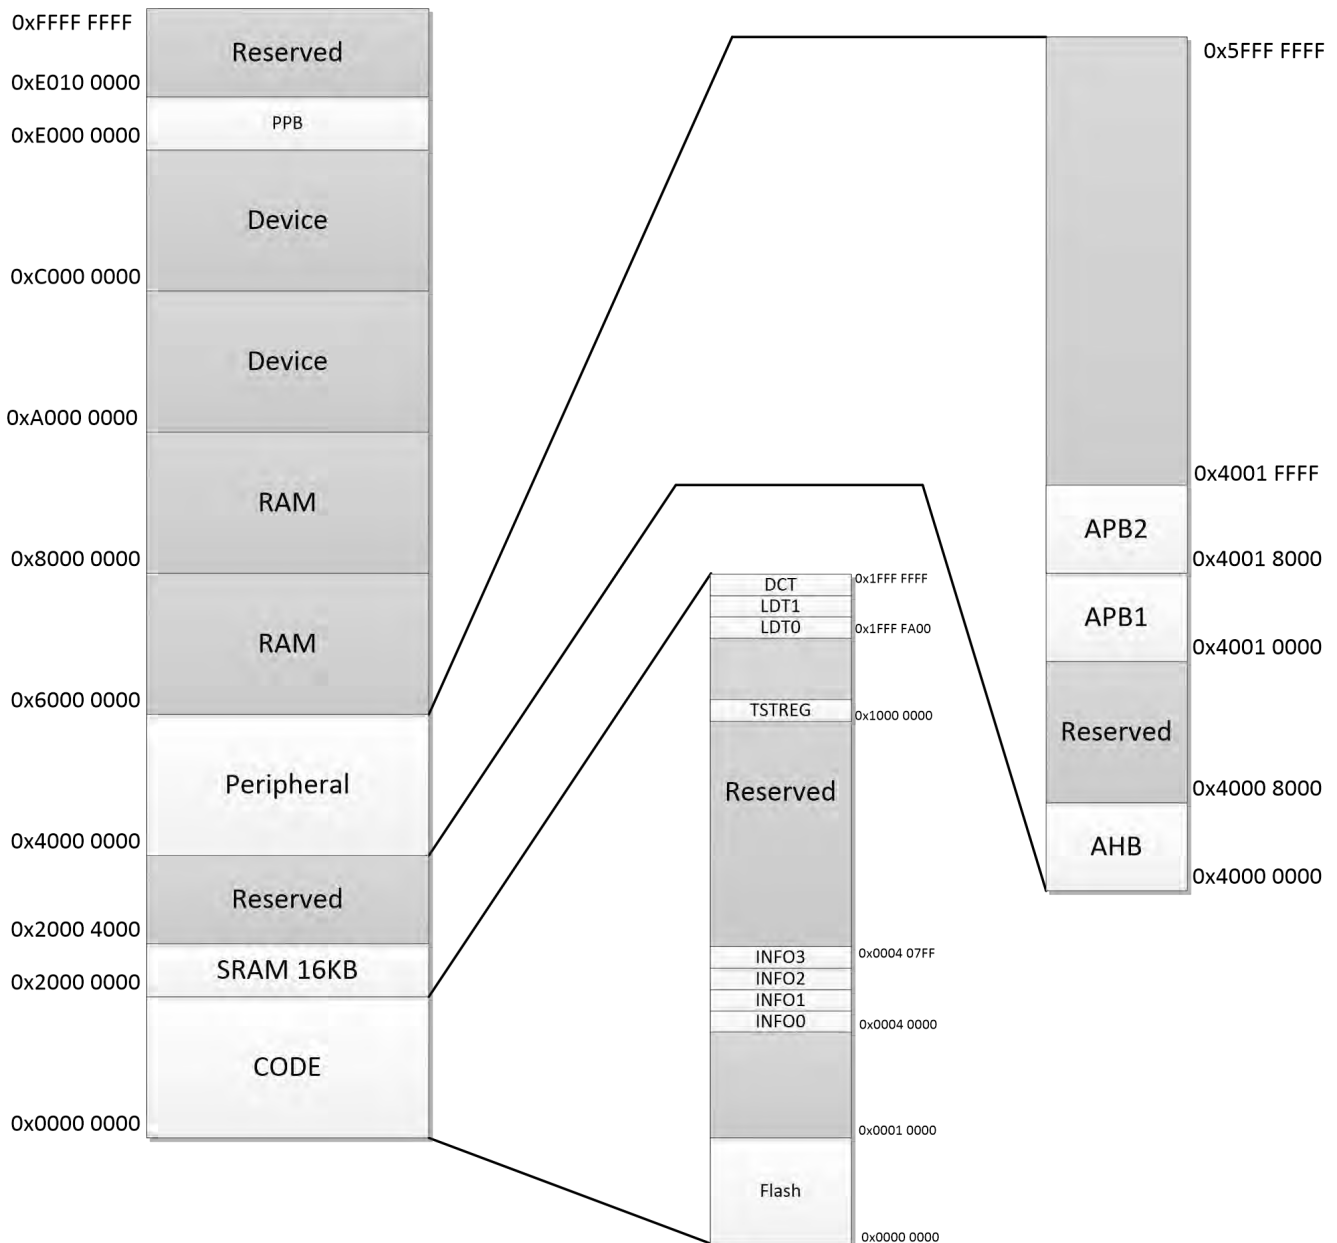 0xFFFF FFFF
Reserved
0xE010 0000
PPB
0xE000 0000
Device
0xC000 0000
Device
0xA000 0000
RAM
0x8000 0000
RAM
0x6000 0000
Peripheral
0x4000 0000
Reserved
0x2000 4000
SRAM 16KB
0x2000 0000
CODE
0x0000 0000
DCT
0x1FFF FFFF
LDT1
LDT0
0x1FFF FA00
TSTREG
0x1000 0000
Reserved
INFO3
0x0004 07FF
INFO2
INFO1
INFO0
0x0004 0000
0x0001 0000
Flash
0x0000 0000
0x5FFF FFFF
0x4001 FFFF
APB2
0x4001 8000
APB1
0x4001 0000
Reserved
0x4000 8000
AHB
0x4000 0000